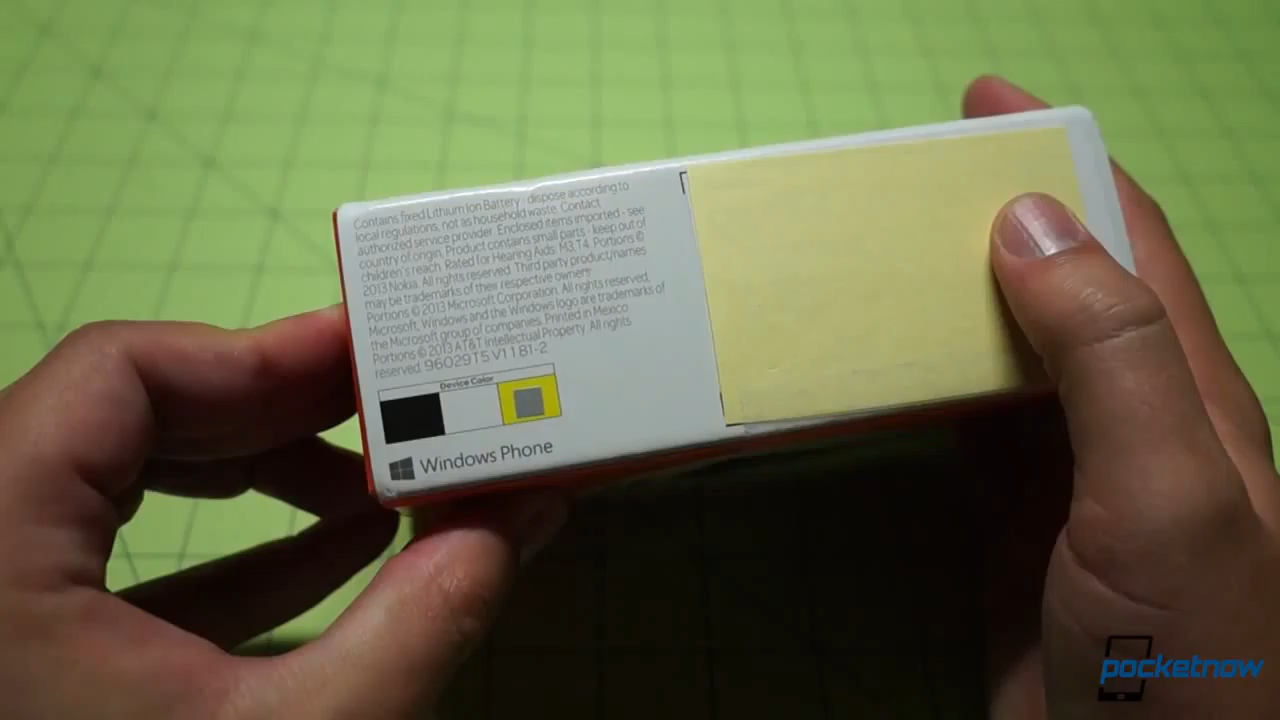 Contains fixed Lithium Ion Battery - dispose according to
local regulations, not as household waste. Contact
authorized service provider. Enclosed items imported - see
country of origin. Product contains small parts - keep out of
children's reach. Rated for Hearing Aids: M3 T4. Portions ©
2013 Nokia. All rights reserved. Third party product/names
may be trademarks of their respective owners.
Portions © 2013 Microsoft Corporation. All rights reserved,
Microsoft, Windows and the Windows logo are trademarks of
the Microsoft group of companies. Printed in Mexico
Portions © 2013 AT&T Intellectual Property. All rights
reserved. 96029T5 V1 1B1-2
Device Color
Windows Phone
pocketnow